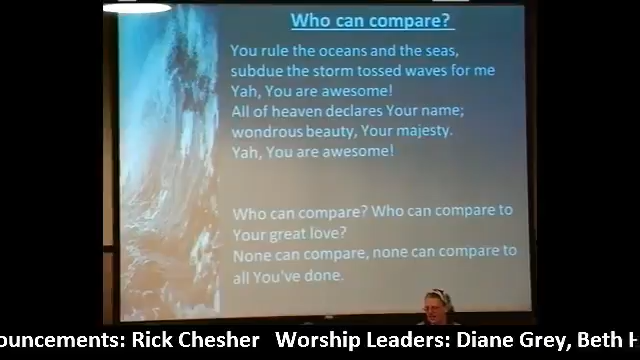 Who can compare?
You rule the oceans and the seas,
subdue the storm tossed waves for me
Yah, You are awesome!
All of heaven declares Your name;
wondrous beauty, Your majesty.
Yah, You are awesome!
Who can compare? Who can compare to
Your great love?
None can compare, none can compare to
all You've done.
ouncements: Rick Chesher Worship Leaders: Diane Grey, Beth H